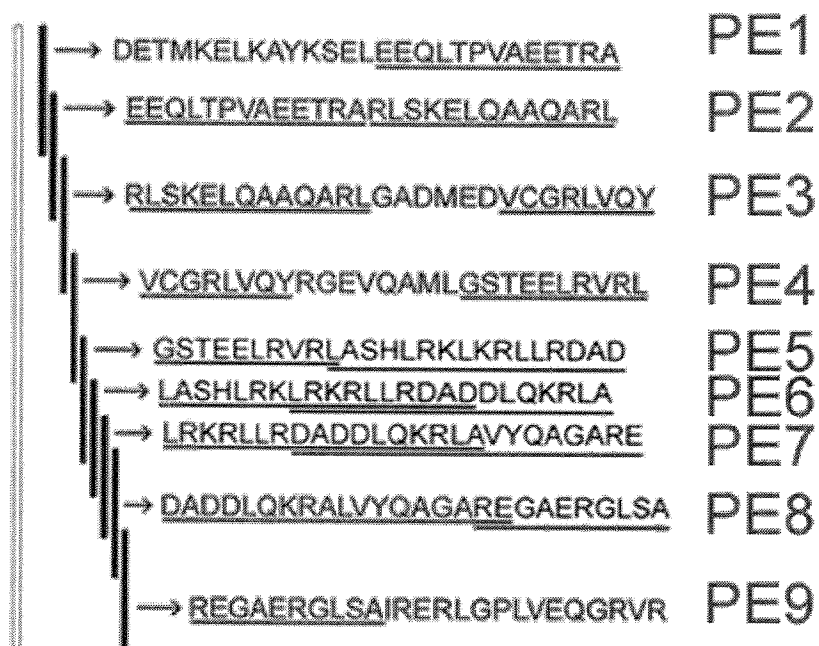 DETMKELKAYKSELEEQLTPVAEETRA PE1
EEQLTPVAEETRARLSKELQAAQARL PE2
RLSKELQAAQARLGADMEDVCGRLVQY PE3
VCGRLVQYRGEVQAMLGSTEELRVRL PE4
GSTEELRVRLASHLRKLKRLLRDAD PE5
LASHLRKLRKRLLRDADDLQKRLA PE6
LRKRLLRDADDLQKRLAVYQAGARE PE7
DADDLQKRALVYQAGAREGAERGLSA PE8
REGAERGLSAIRERLGPLVEQGRVR PE9